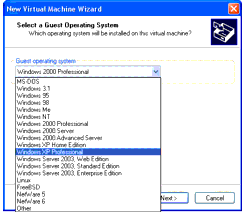 New Virtual Machine Wizard
Select a Guest Operating System
Which operating system will be installed on this virtual machine?
Guest operating system
Windows 2000 Professional
MS-DOS
Windows 3.1
Windows 95
Windows 98
Windows Me
Windows NT
Windows 2000 Professional
Windows 2000 Server
Windows 2000 Advanced Server
Windows XP Home Edition
Windows XP Professional
Windows Server 2003, Web Edition
Windows Server 2003, Standard Edition
Windows Server 2003, Enterprise Edition
Linux
FreeBSD
NetWare 5
NetWare 6
Other
Next >
Cancel